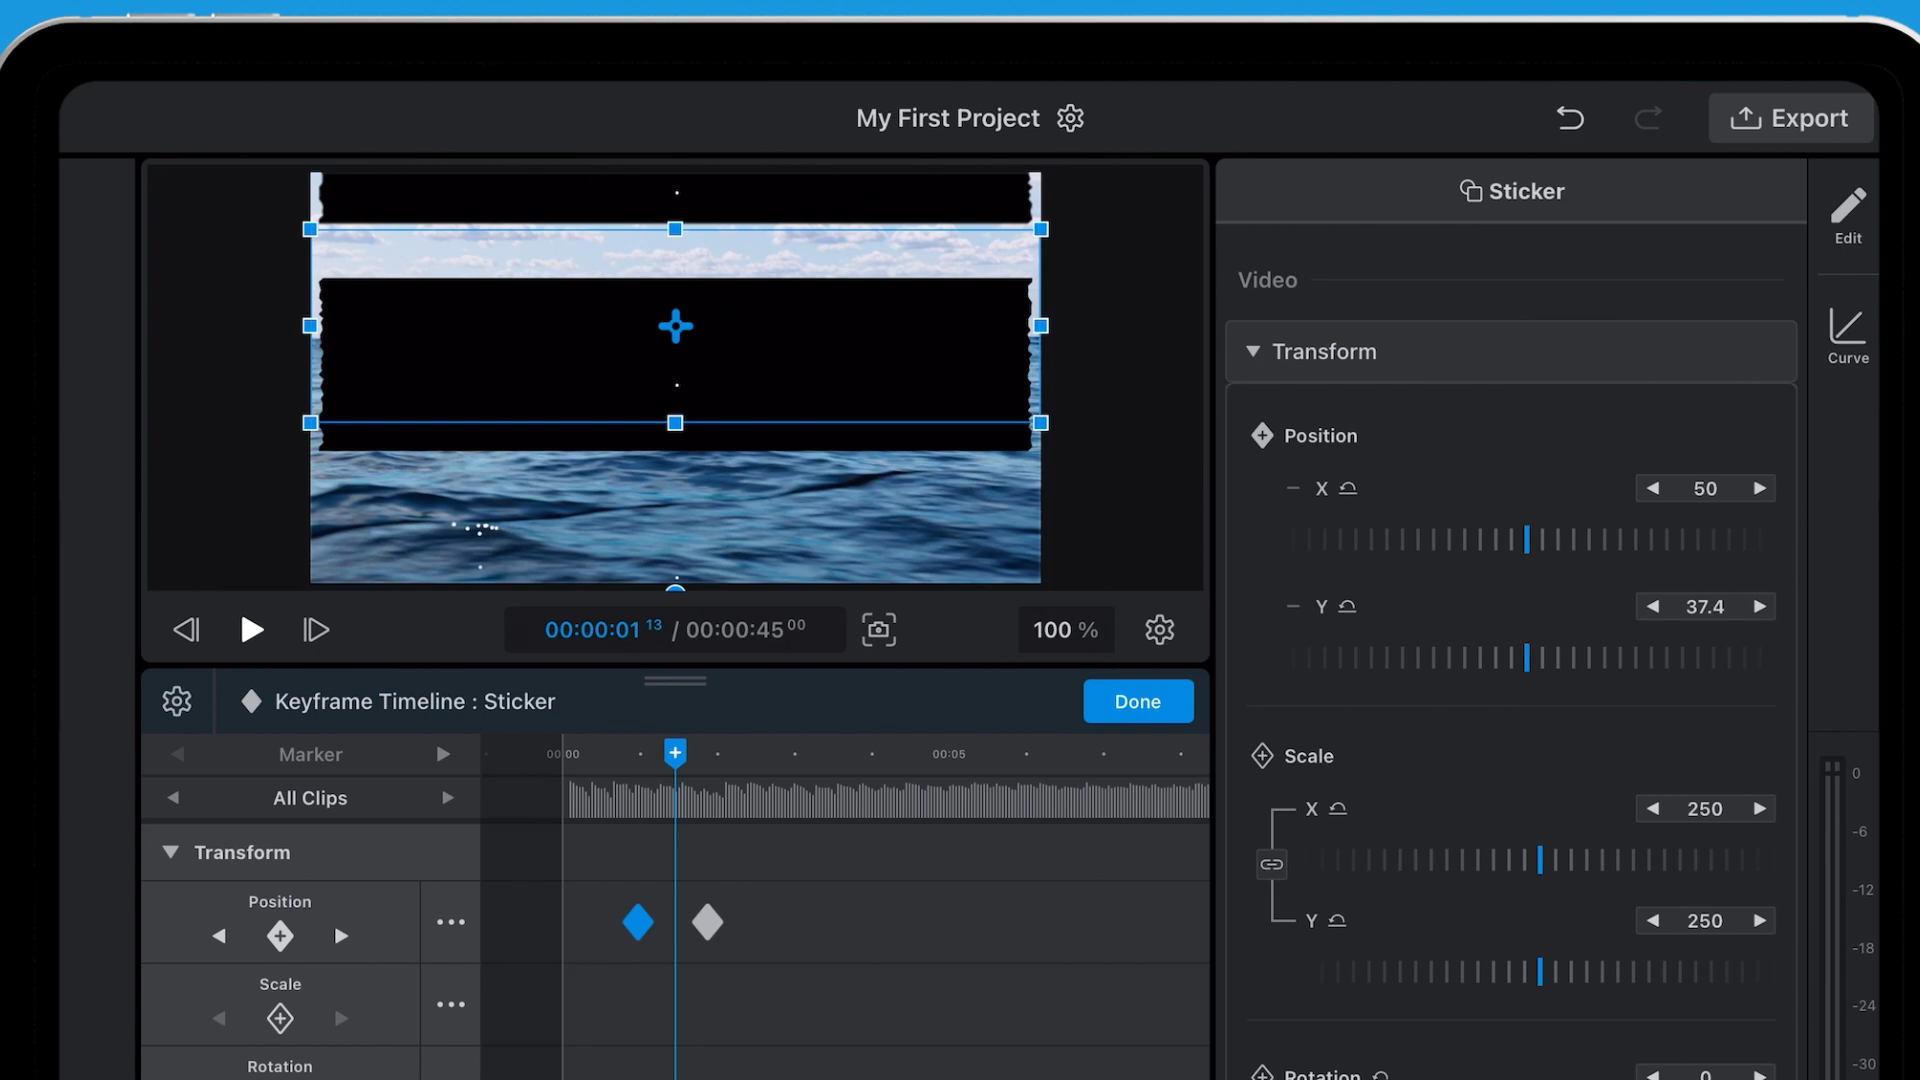 My First Project
Export
Sticker
Edit
Video
Curve
Transform
Position
X 50
Y 37.4
00:00:01 13 / 00:00:45 00
100 %
Keyframe Timeline : Sticker
Done
Marker
00:00
00:05
All Clips
Transform
Position
Scale
Rotation
Scale
X 250
Y 250
Rotation 0
0
-6
-12
-18
-24
-30